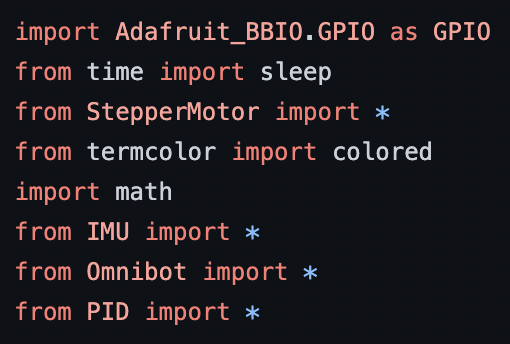 import Adafruit_BBIO.GPIO as GPIO
from time import sleep
from StepperMotor import *
from termcolor import colored
import math
from IMU import *
from Omnibot import *
from PID import *